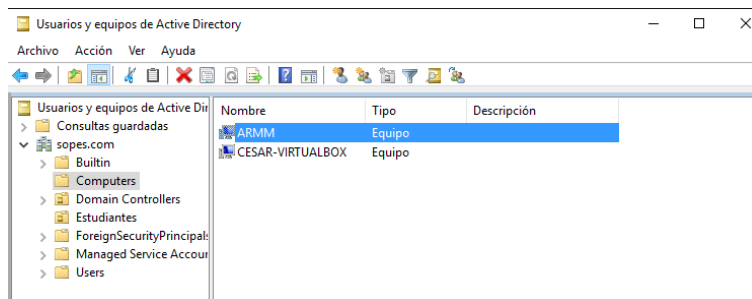 Usuarios y equipos de Active Directory
Archivo Acción Ver Ayuda
Usuarios y equipos de Active Dir
Consultas guardadas
sopes.com
Builtin
Computers
Domain Controllers
Estudiantes
ForeignSecurityPrincipals
Managed Service Accour
Users
Nombre Tipo Descripción
ARMM Equipo
CESAR-VIRTUALBOX Equipo